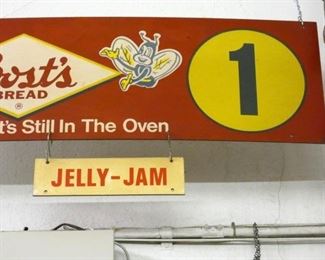 ost's
BREAD
®
t's Still In The Oven
1
JELLY-JAM